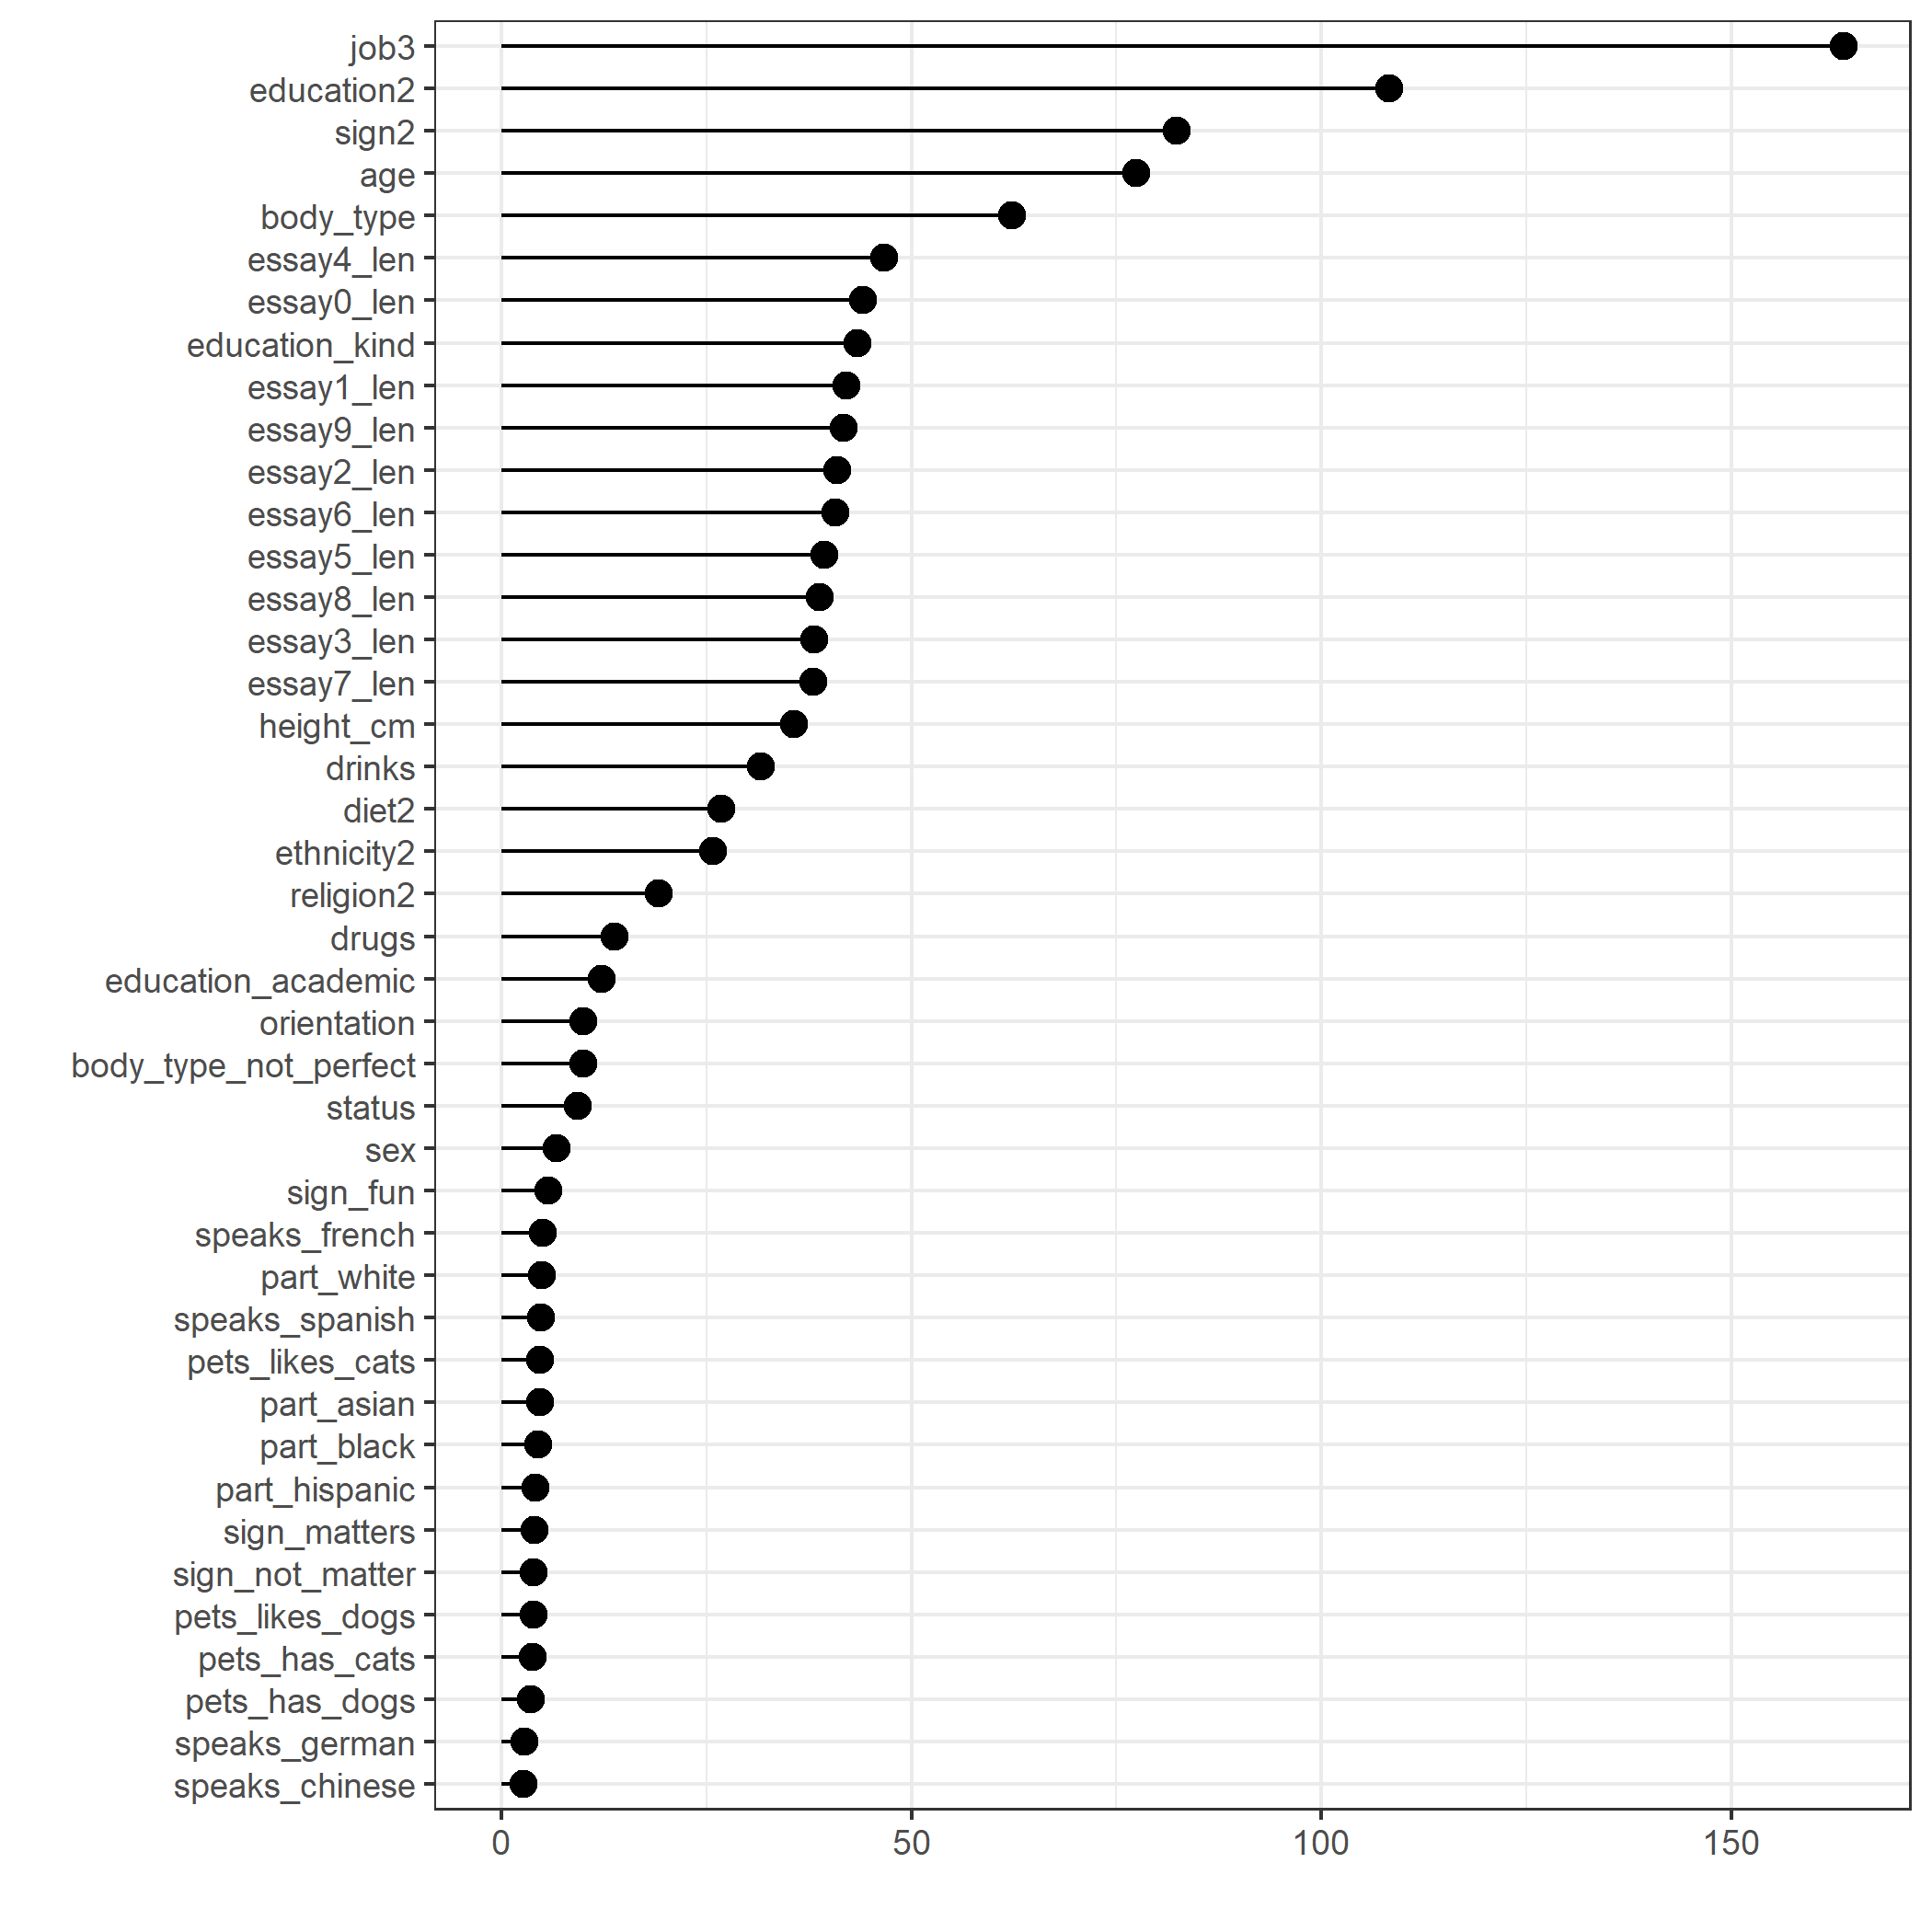 job3
education2
sign2
age
body_type
essay4_len
essay0_len
education_kind
essay1_len
essay9_len
essay2_len
essay6_len
essay5_len
essay8_len
essay3_len
essay7_len
height_cm
drinks
diet2
ethnicity2
religion2
drugs
education_academic
orientation
body_type_not_perfect
status
sex
sign_fun
speaks_french
part_white
speaks_spanish
pets_likes_cats
part_asian
part_black
part_hispanic
sign_matters
sign_not_matter
pets_likes_dogs
pets_has_cats
pets_has_dogs
speaks_german
speaks_chinese
0 50 100 150